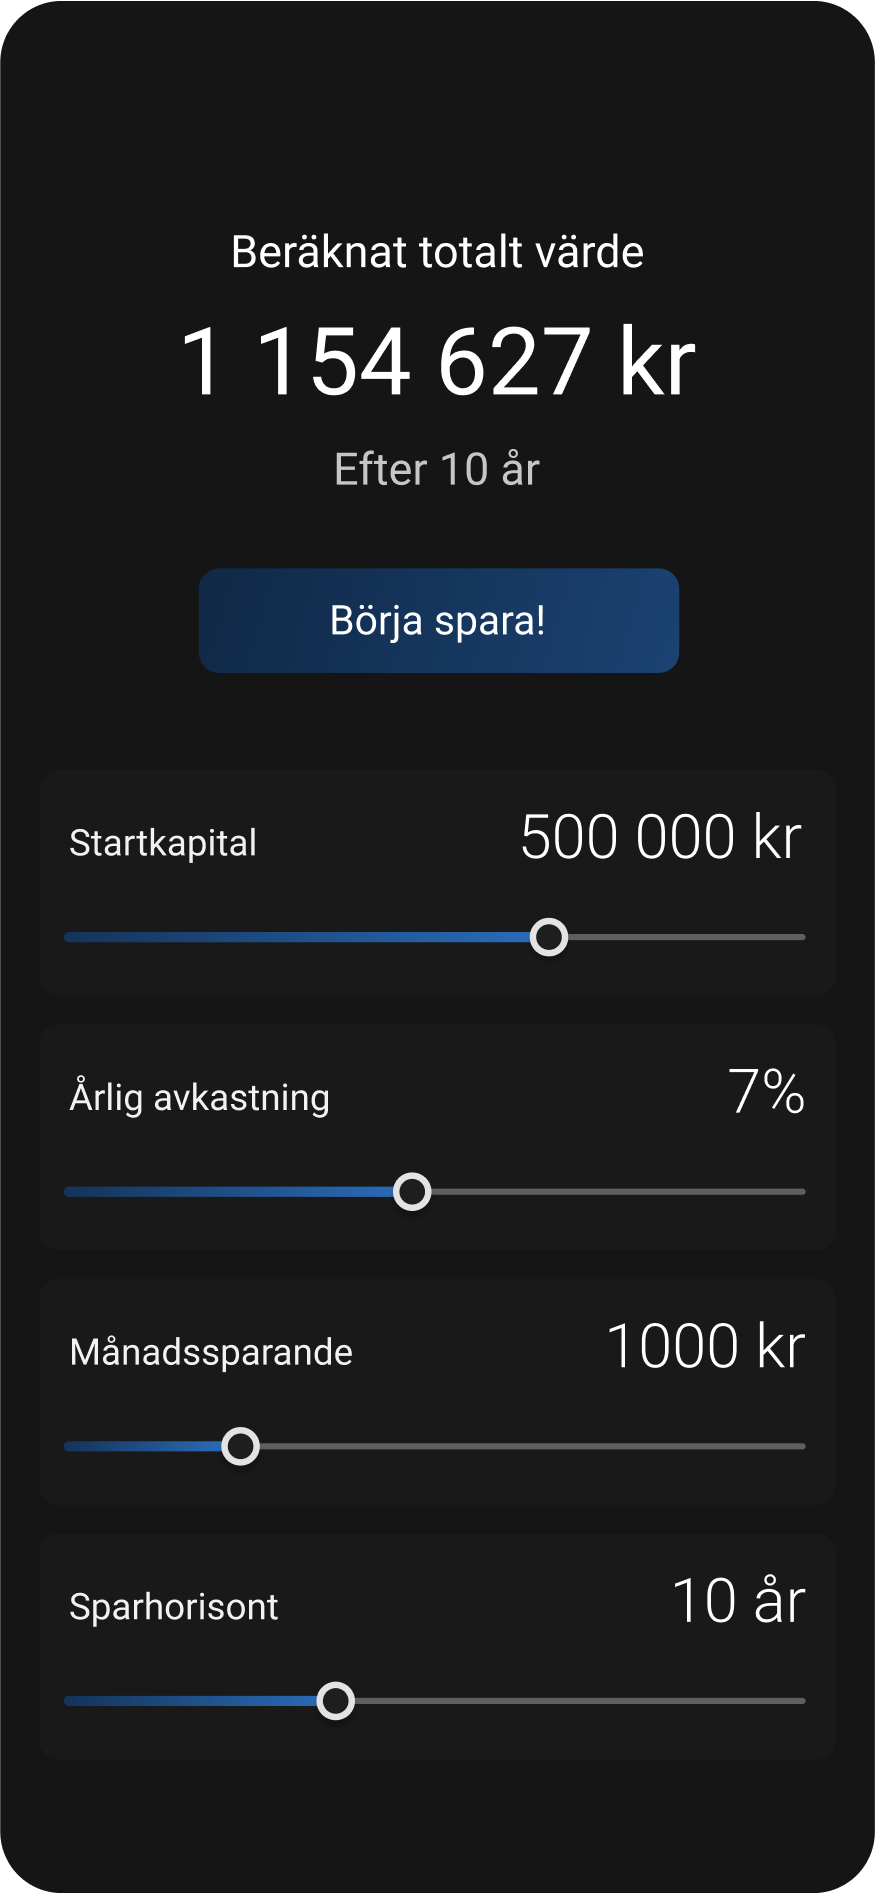 Beräknat totalt värde
1 154 627 kr
Efter 10 år
Börja spara!
Startkapital 500 000 kr
Årlig avkastning 7%
Månadssparande 1000 kr
Sparhorisont 10 år